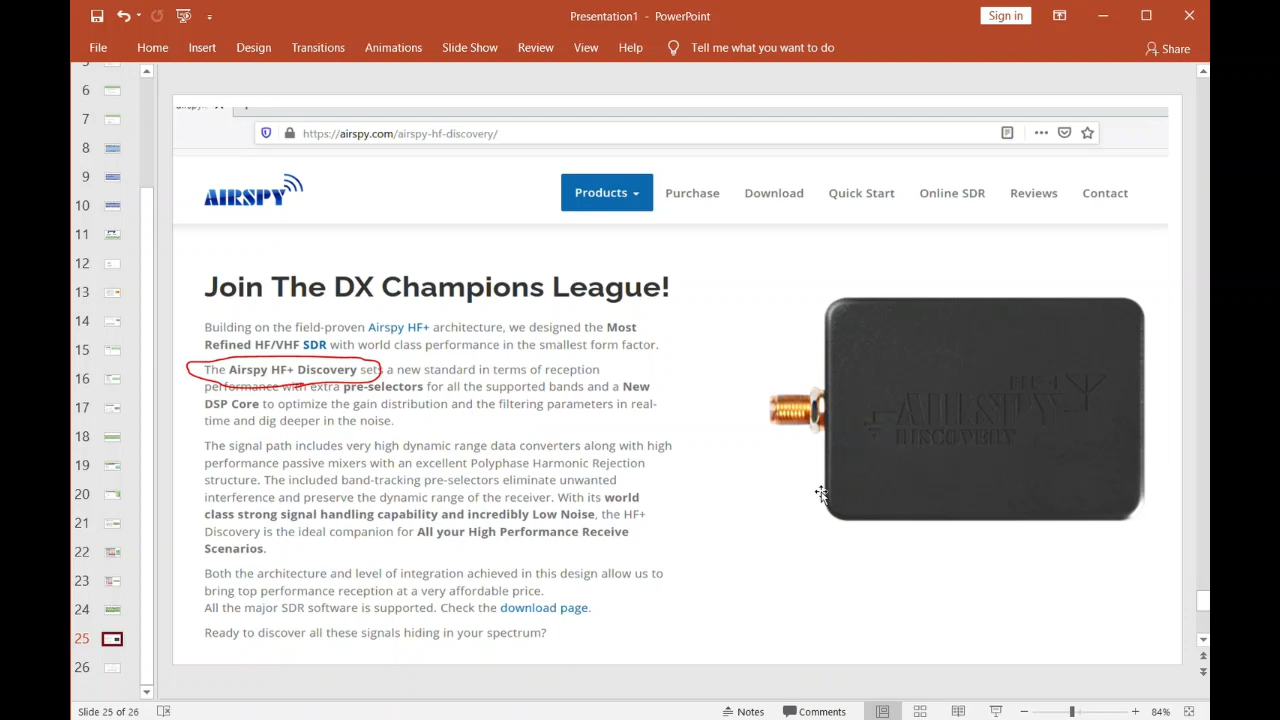 Presentation1 - PowerPoint
Sign in
File Home Insert Design Transitions Animations Slide Show Review View Help Tell me what you want to do Share
6
7
8
9
10
11
12
13
14
15
16
17
18
19
20
21
22
23
24
25
26
https://airspy.com/airspy-hf-discovery/
AIRSPY
Products Purchase Download Quick Start Online SDR Reviews Contact
Join The DX Champions League!
Building on the field-proven Airspy HF+ architecture, we designed the Most
Refined HF/VHF SDR with world class performance in the smallest form factor.
The Airspy HF+ Discovery sets a new standard in terms of reception
performance with extra pre-selectors for all the supported bands and a New
DSP Core to optimize the gain distribution and the filtering parameters in real-
time and dig deeper in the noise.
The signal path includes very high dynamic range data converters along with high
performance passive mixers with an excellent Polyphase Harmonic Rejection
structure. The included band-tracking pre-selectors eliminate unwanted
interference and preserve the dynamic range of the receiver. With its world
class strong signal handling capability and incredibly Low Noise, the HF+
Discovery is the ideal companion for All your High Performance Receive
Scenarios.
Both the architecture and level of integration achieved in this design allow us to
bring top performance reception at a very affordable price.
All the major SDR software is supported. Check the download page.
Ready to discover all these signals hiding in your spectrum?
HF+
AIRSPY
DISCOVERY
Slide 25 of 26
Notes Comments 84%